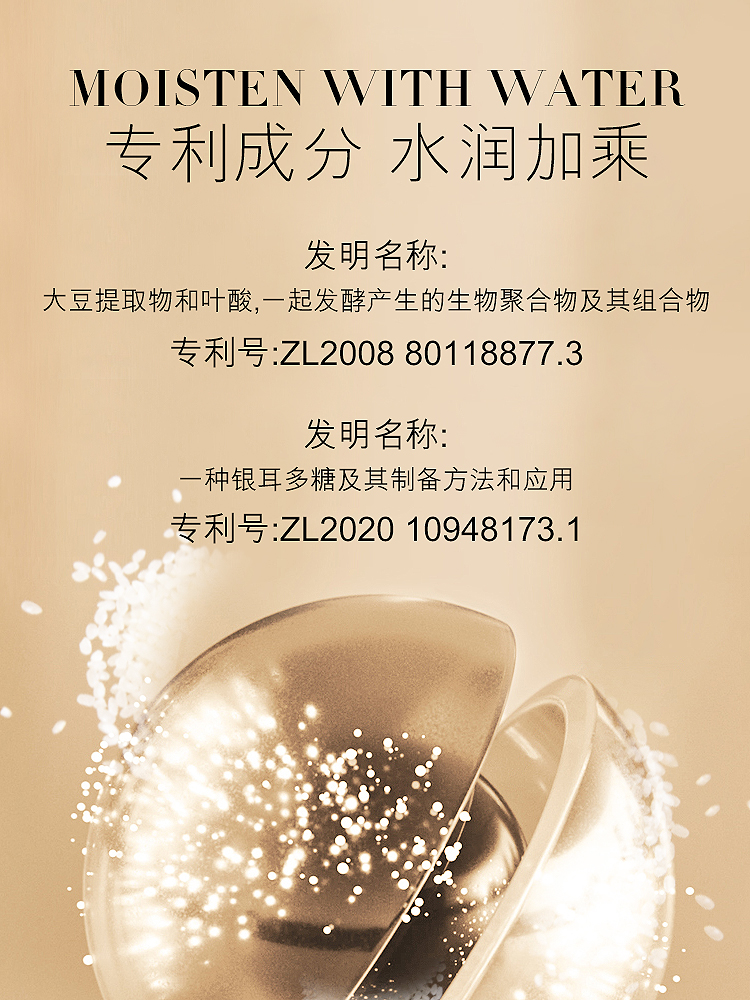 MOISTEN WITH WATER
专利成分 水润加乘
发明名称:
大豆提取物和叶酸,一起发酵产生的生物聚合物及其组合物
专利号:ZL2008 80118877.3
发明名称:
一种银耳多糖及其制备方法和应用
专利号:ZL2020 10948173.1